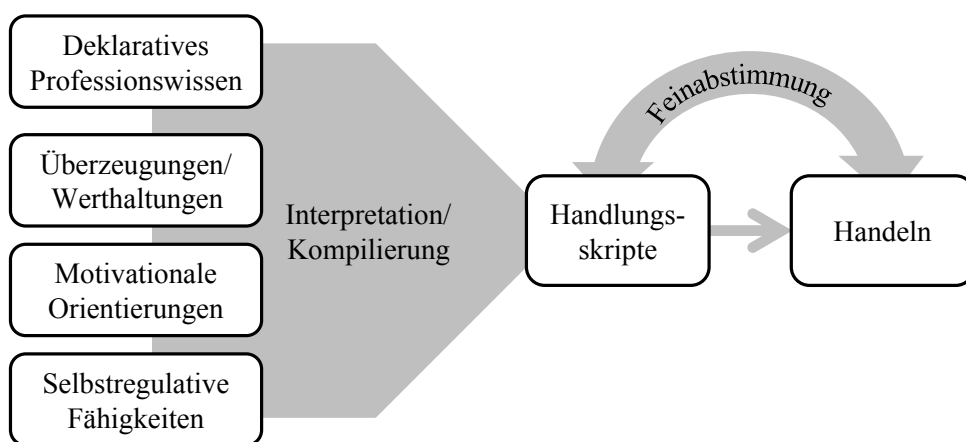 Deklaratives
Professionswissen
Überzeugungen/
Werthaltungen
Motivationale
Orientierungen
Selbstregulative
Fähigkeiten
Interpretation/
Kompilierung
Feinabstimmung
Handlungs-
skripte
Handeln